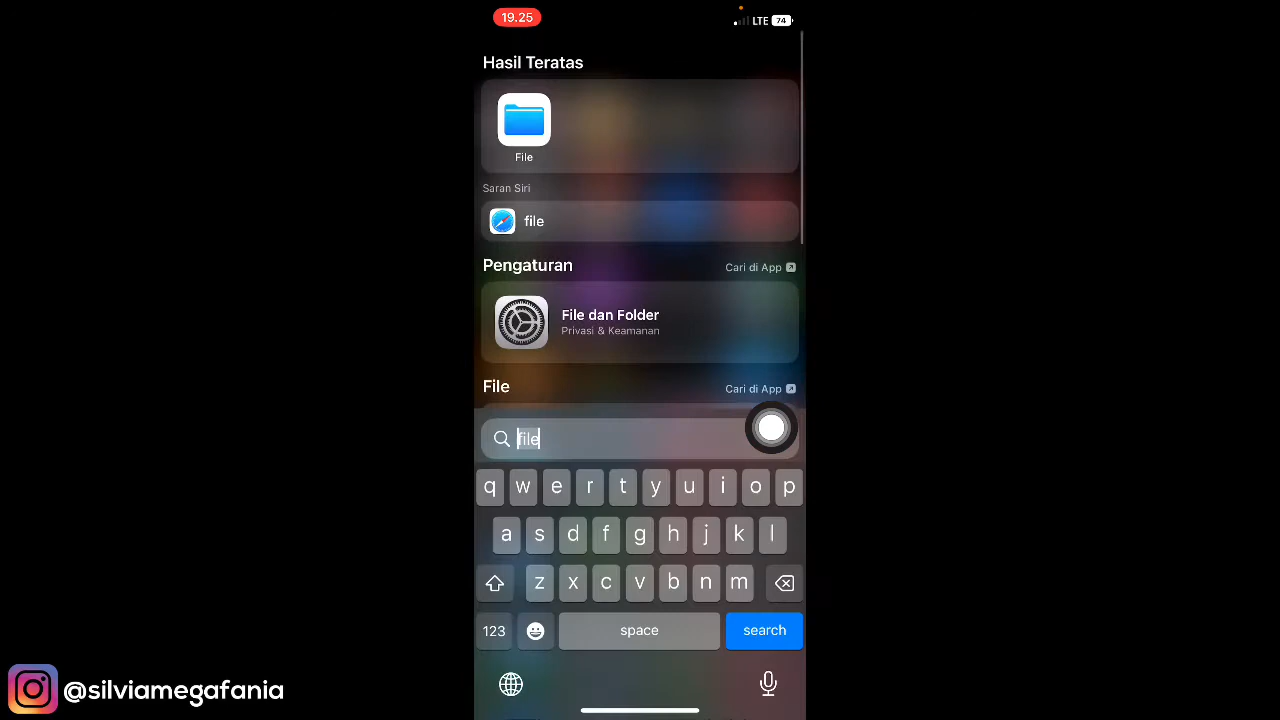 19.25
LTE 74
Hasil Teratas
File
Saran Siri
file
Pengaturan
Cari di App
File dan Folder
Privasi & Keamanan
File
Cari di App
file
q w e r t y u i o p
a s d f g h j k l
z x c v b n m
123
space
search
@silviamegafania